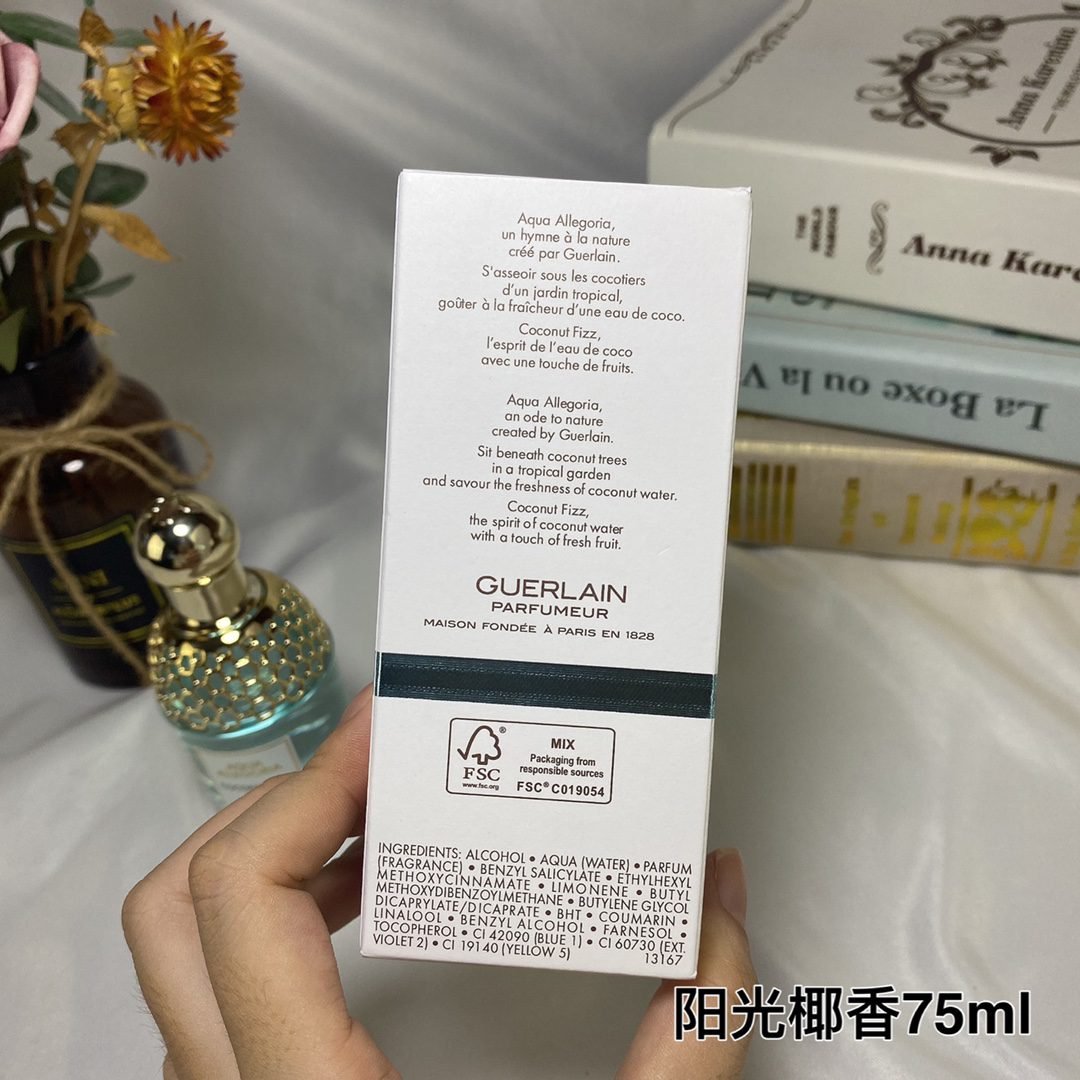 Aqua Allegoria,
un hymne à la nature
créé par Guerlain.
S'asseoir sous les cocotiers
d'un jardin tropical,
goûter à la fraîcheur d'une eau de coco.
Coconut Fizz,
l'esprit de l'eau de coco
avec une touche de fruits.
Aqua Allegoria,
an ode to nature
created by Guerlain.
Sit beneath coconut trees
in a tropical garden
and savour the freshness of coconut water.
Coconut Fizz,
the spirit of coconut water
with a touch of fresh fruit.
GUERLAIN
PARFUMEUR
MAISON FONDÉE À PARIS EN 1828
FSC®
www.fsc.org
MIX
Packaging from
responsible sources
FSC® C019054
INGREDIENTS: ALCOHOL • AQUA (WATER) • PARFUM
(FRAGRANCE) • BENZYL SALICYLATE • ETHYLHEXYL
METHOXYCINNAMATE • LIMONENE • BUTYL
METHOXYDIBENZOYLMETHANE • BUTYLENE GLYCOL
DICAPRYLATE/DICAPRATE • BHT • COUMARIN •
LINALOOL • BENZYL ALCOHOL • FARNESOL •
TOCOPHEROL • CI 42090 (BLUE 1) • CI 60730 (EXT.
VIOLET 2) • CI 19140 (YELLOW 5)
13167
Anna Karenina
THE
WORLD
FAMOUS
Anna Kare
La Boxe ou la V
AQUA
ALLEGORIA
阳光椰香75ml